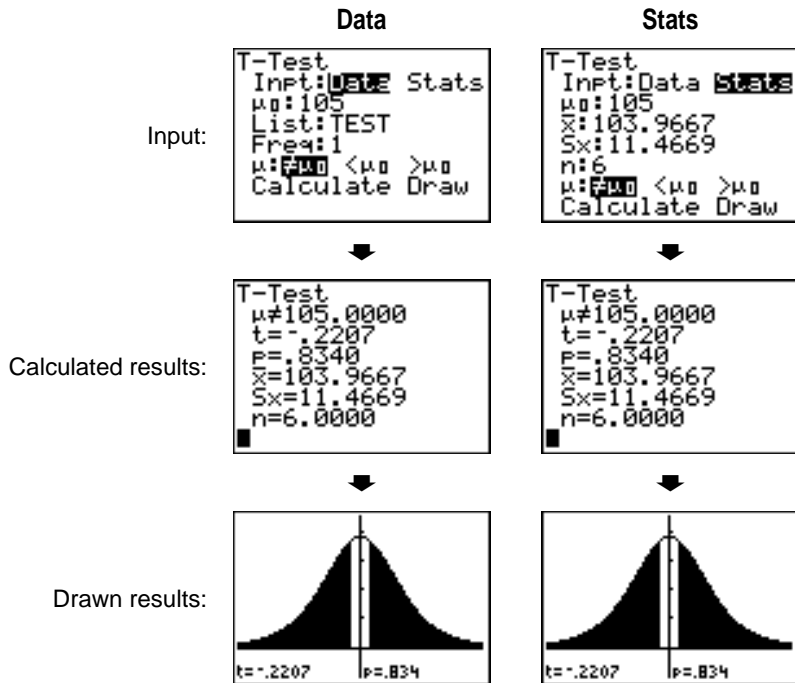 Data
Stats
Input:
T-Test
Inpt:Data Stats
μ₀:105
List:TEST
Freq:1
μ:≠μ₀ <μ₀ >μ₀
Calculate Draw
T-Test
Inpt:Data Stats
μ₀:105
x̄:103.9667
Sx:11.4669
n:6
μ:≠μ₀ <μ₀ >μ₀
Calculate Draw
Calculated results:
T-Test
μ≠105.0000
t=-.2207
p=.8340
x̄=103.9667
Sx=11.4669
n=6.0000
T-Test
μ≠105.0000
t=-.2207
p=.8340
x̄=103.9667
Sx=11.4669
n=6.0000
Drawn results:
t=-.2207 p=.834
t=-.2207 p=.834